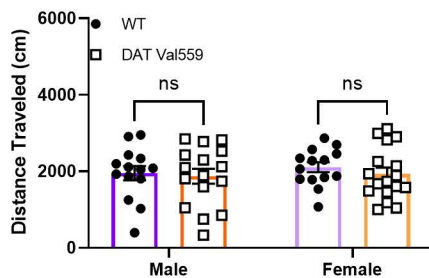 6000
4000
2000
0
Distance Traveled (cm)
WT
DAT Val559
ns
ns
Male
Female